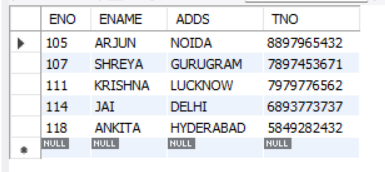 ENO ENAME ADDS TNO
105 ARJUN NOIDA 8897965432
107 SHREYA GURUGRAM 7897453671
111 KRISHNA LUCKNOW 7979776562
114 JAI DELHI 6893773737
118 ANKITA HYDERABAD 5849282432
NULL NULL NULL NULL